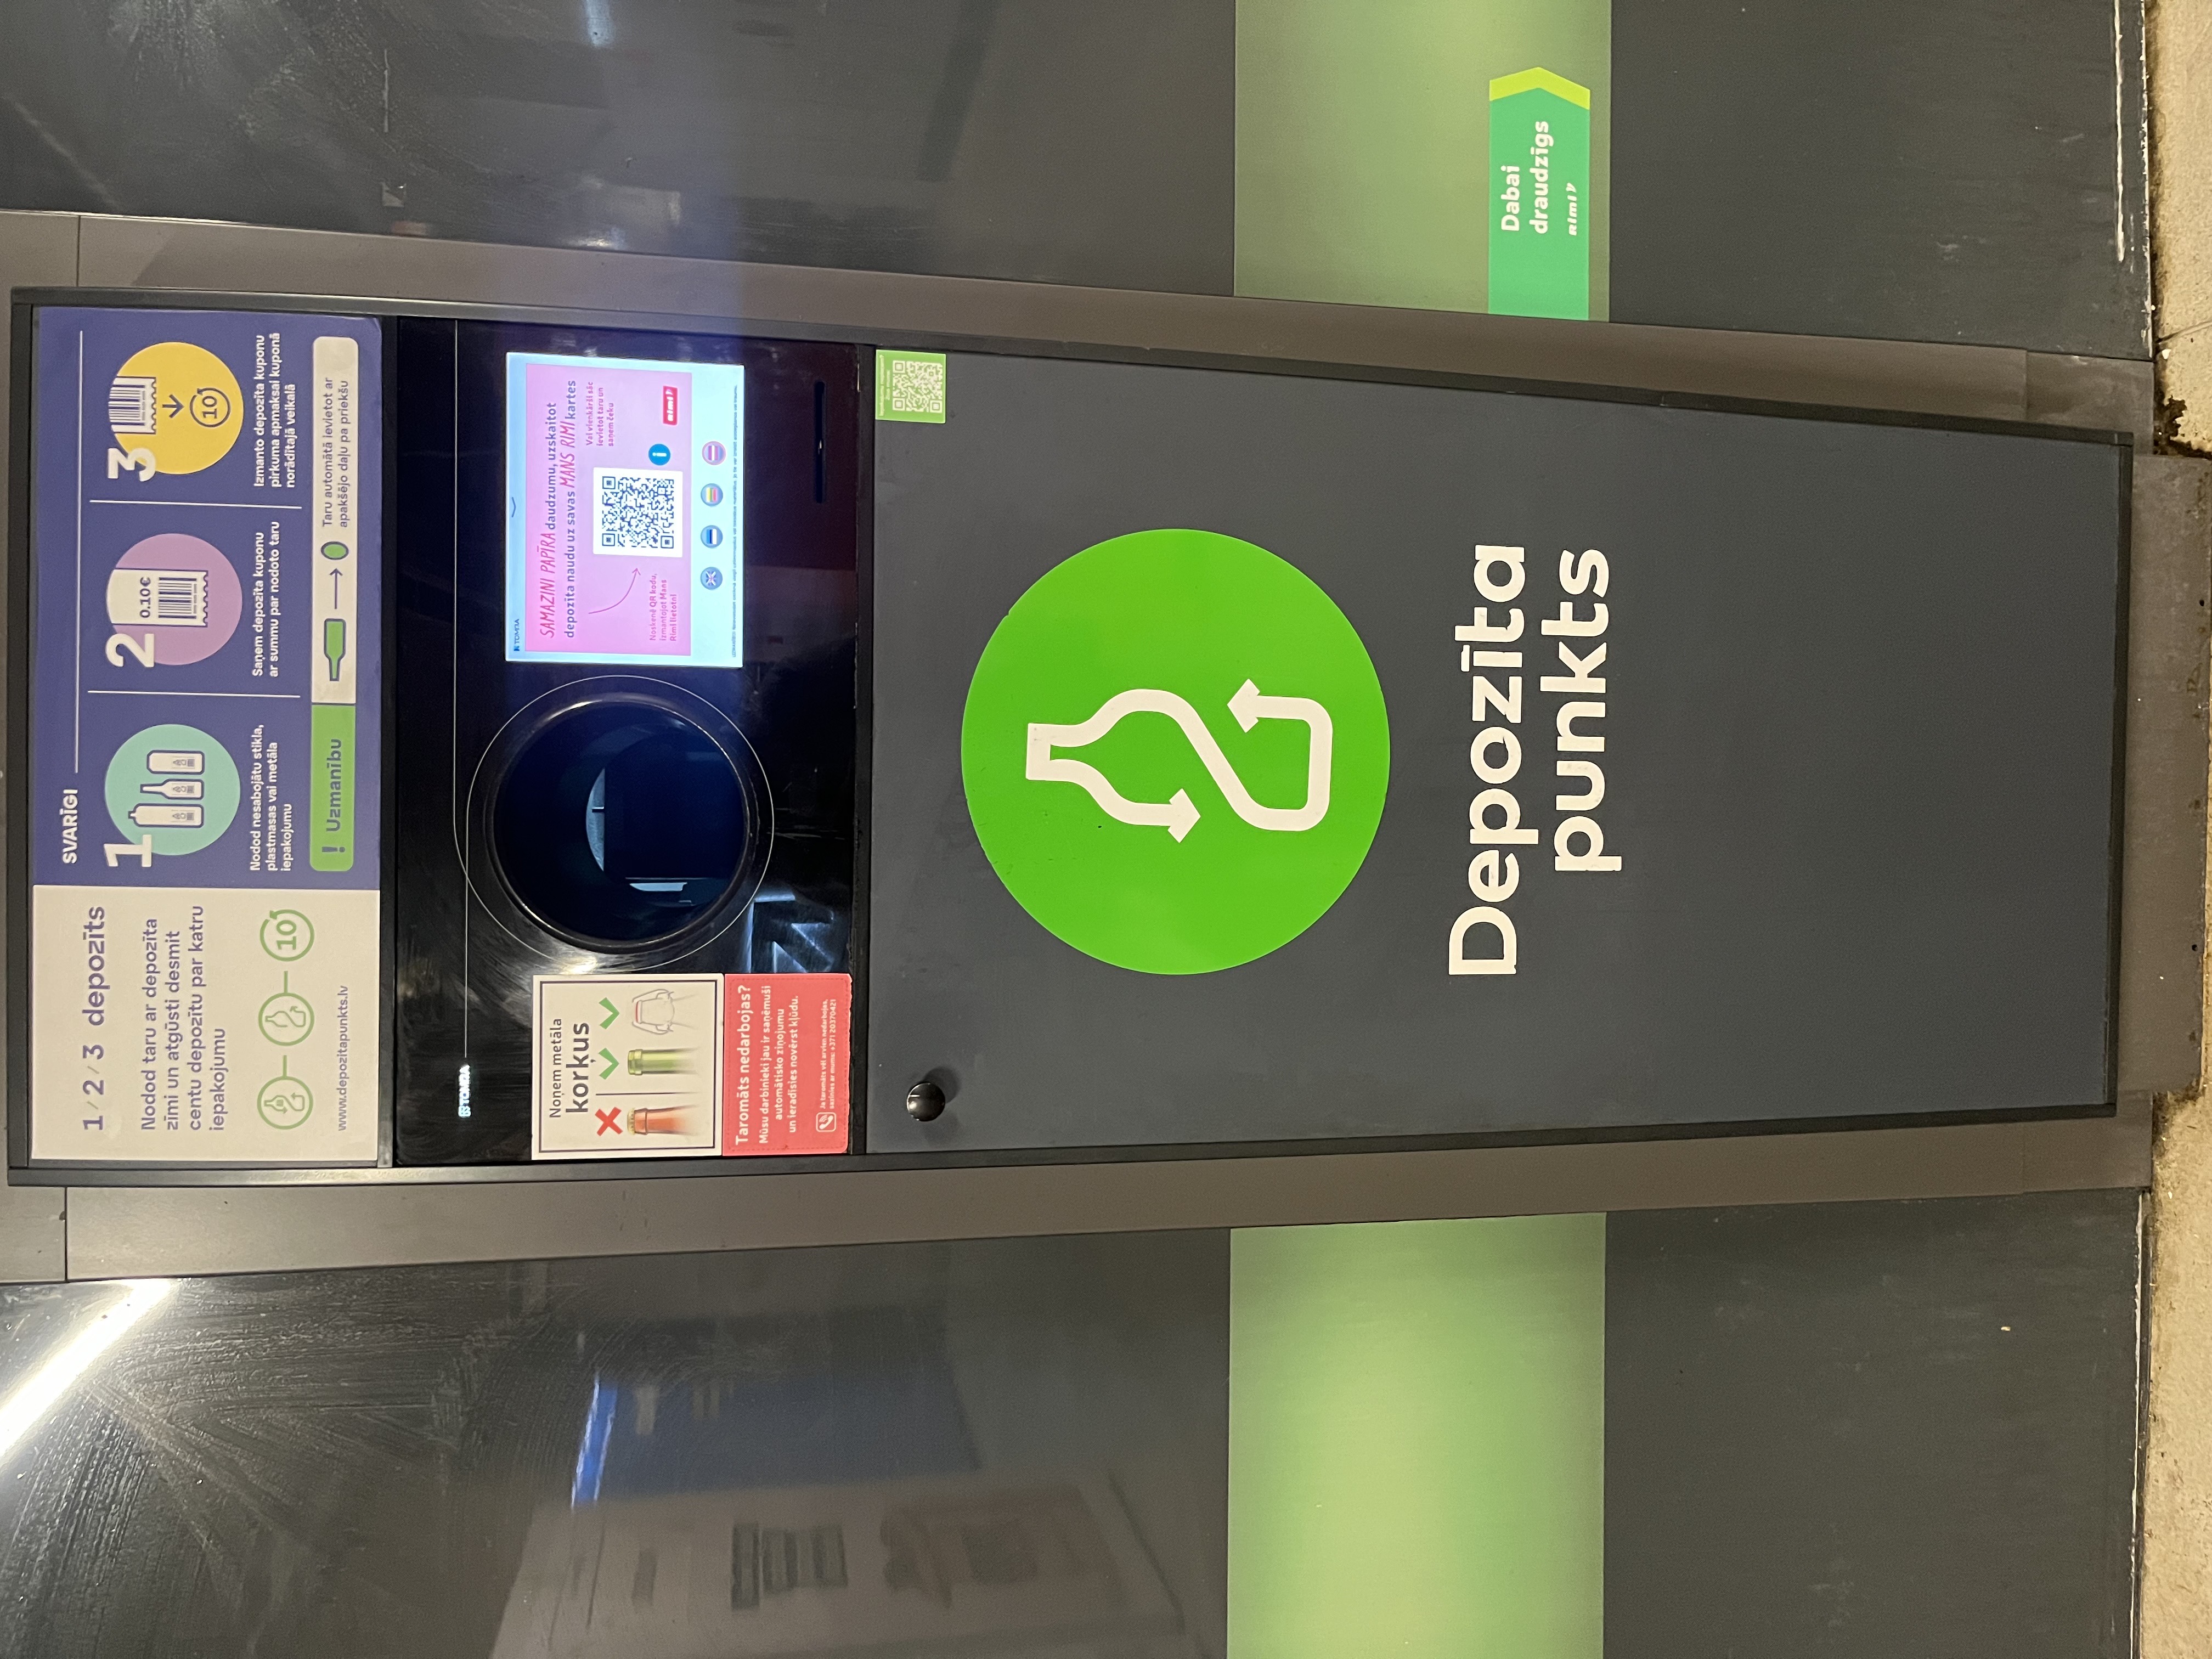 1/2/3 depozīts
Nodod taru ar depozīta
zīmi un atgūsti desmit
centu depozītu par katru
iepakojumu
10
www.depozitapunkts.lv
SVARĪGI
1
Nodod nesabojātu stikla,
plastmasas vai metāla
iepakojumu
2
0.10€
Saņem depozīta kuponu
ar summu par nodoto taru
3
10
Izmanto depozīta kuponu
pirkuma apmaksai kuponā
norādītajā veikalā
! Uzmanību
Taru automātā ievietot ar
apakšējo daļu pa priekšu
TOMRA
Noņem metāla
korķus
Taromāts nedarbojas?
Mūsu darbinieki jau ir saņēmuši
automātisko ziņojumu
un ieradīsies novērst kļūdu.
Ja taromāts vēl arvien nedarbojas,
sazinies ar mums: +371 20370421
TOMRA
SAMAZINI PAPĪRA daudzumu, uzskaitot
depozīta naudu uz savas MANS RIMI kartes
Vai vienkārši sāc
ievietot taru un
saņem čeku
Noskenē QR kodu,
izmantojot Mans
Rimi lietotni
i
RIMI
Depozīta
punkts
Dabai
draudzīgs
RIMI